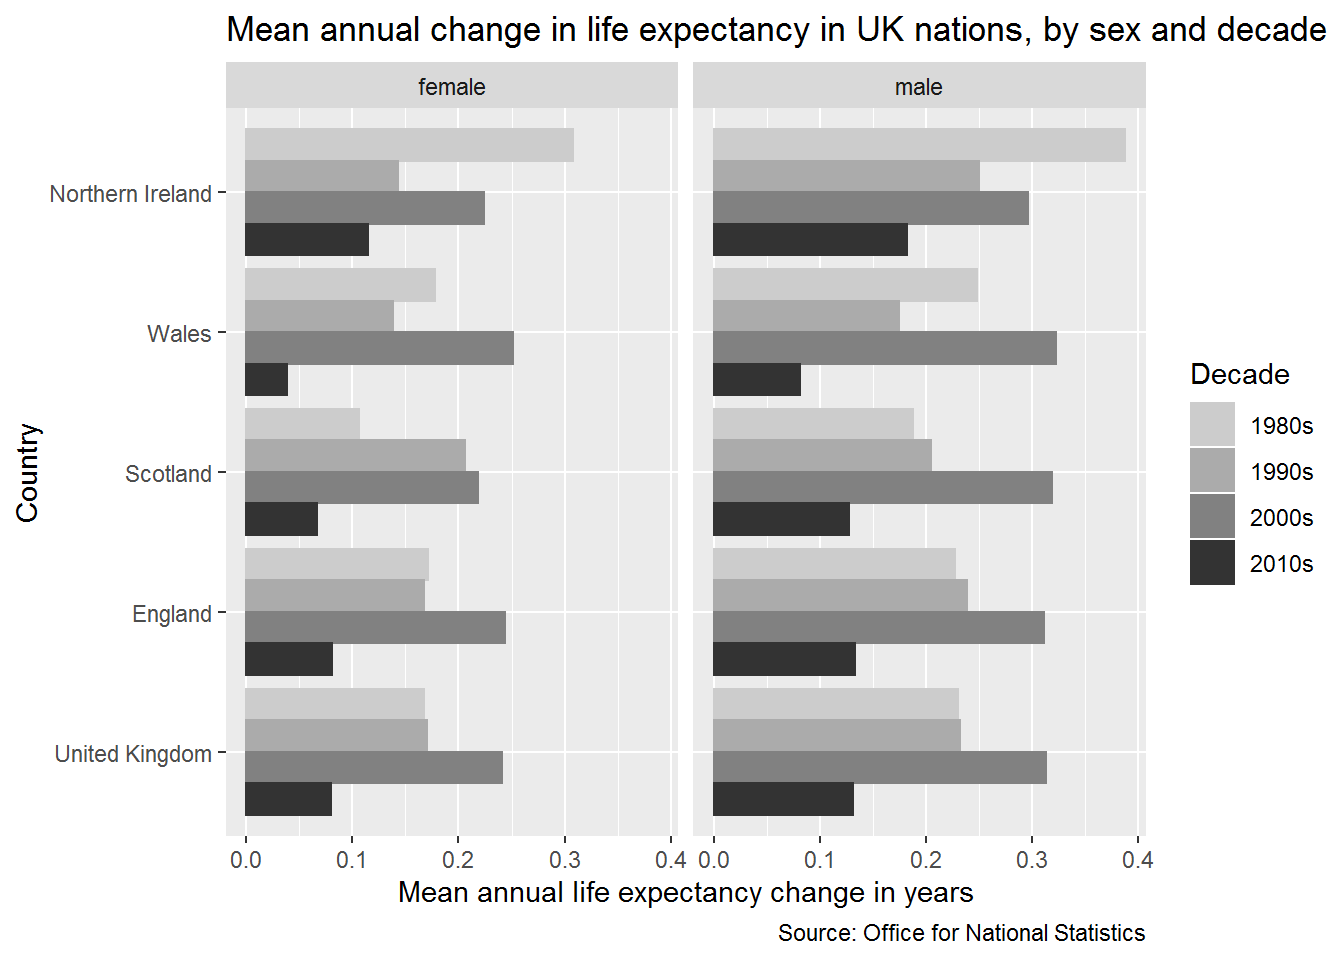 Mean annual change in life expectancy in UK nations, by sex and decade
female
male
Country
Northern Ireland
Wales
Scotland
England
United Kingdom
0.0 0.1 0.2 0.3 0.4
0.0 0.1 0.2 0.3 0.4
Mean annual life expectancy change in years
Decade
1980s
1990s
2000s
2010s
Source: Office for National Statistics